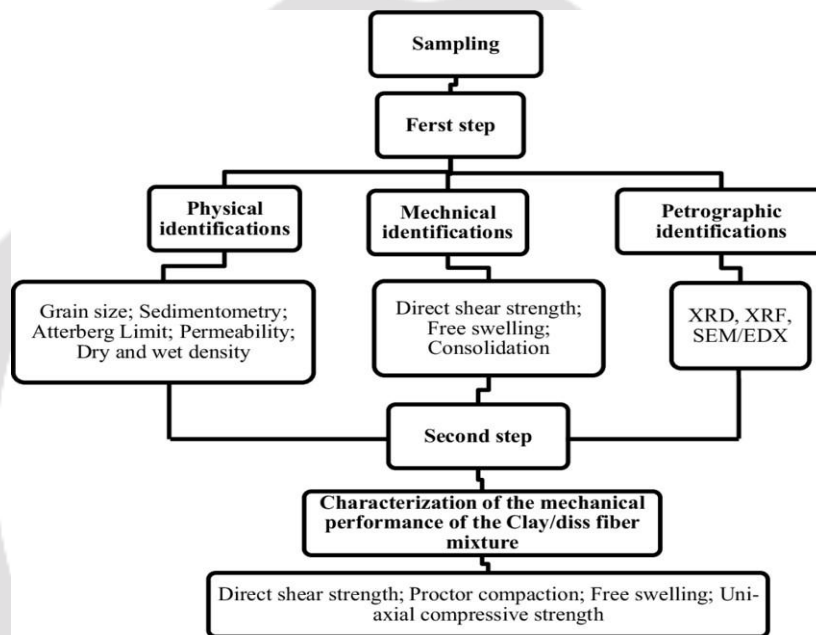 Sampling
Ferst step
Physical
identifications
Mechnical
identifications
Petrographic
identifications
Grain size; Sedimentometry;
Atterberg Limit; Permeability;
Dry and wet density
Direct shear strength;
Free swelling;
Consolidation
XRD, XRF,
SEM/EDX
Second step
Characterization of the mechanical
performance of the Clay/diss fiber
mixture
Direct shear strength; Proctor compaction; Free swelling; Uni-
axial compressive strength